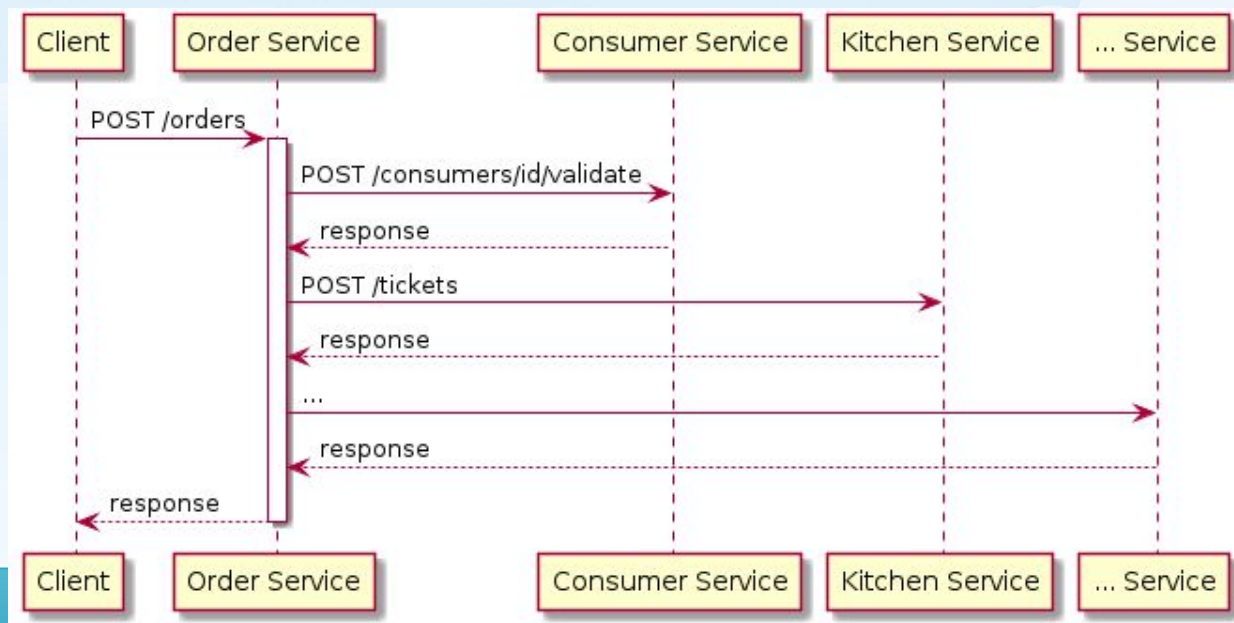 Client
Order Service
Consumer Service
Kitchen Service
... Service
POST /orders
POST /consumers/id/validate
response
POST /tickets
response
...
response
response
Client
Order Service
Consumer Service
Kitchen Service
... Service